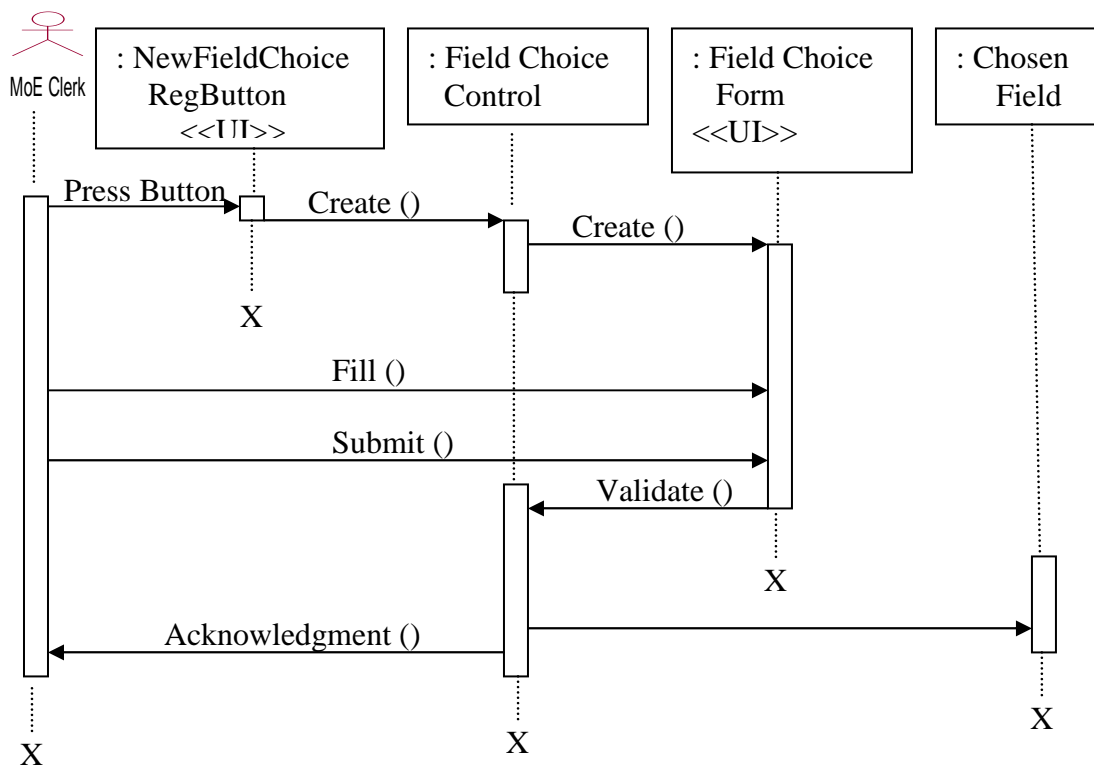 MoE Clerk
: NewFieldChoice
RegButton
<<UI>>
: Field Choice
Control
: Field Choice
Form
<<UI>>
: Chosen
Field
Press Button
Create ()
Create ()
X
Fill ()
Submit ()
Validate ()
X
Acknowledgment ()
X
X
X